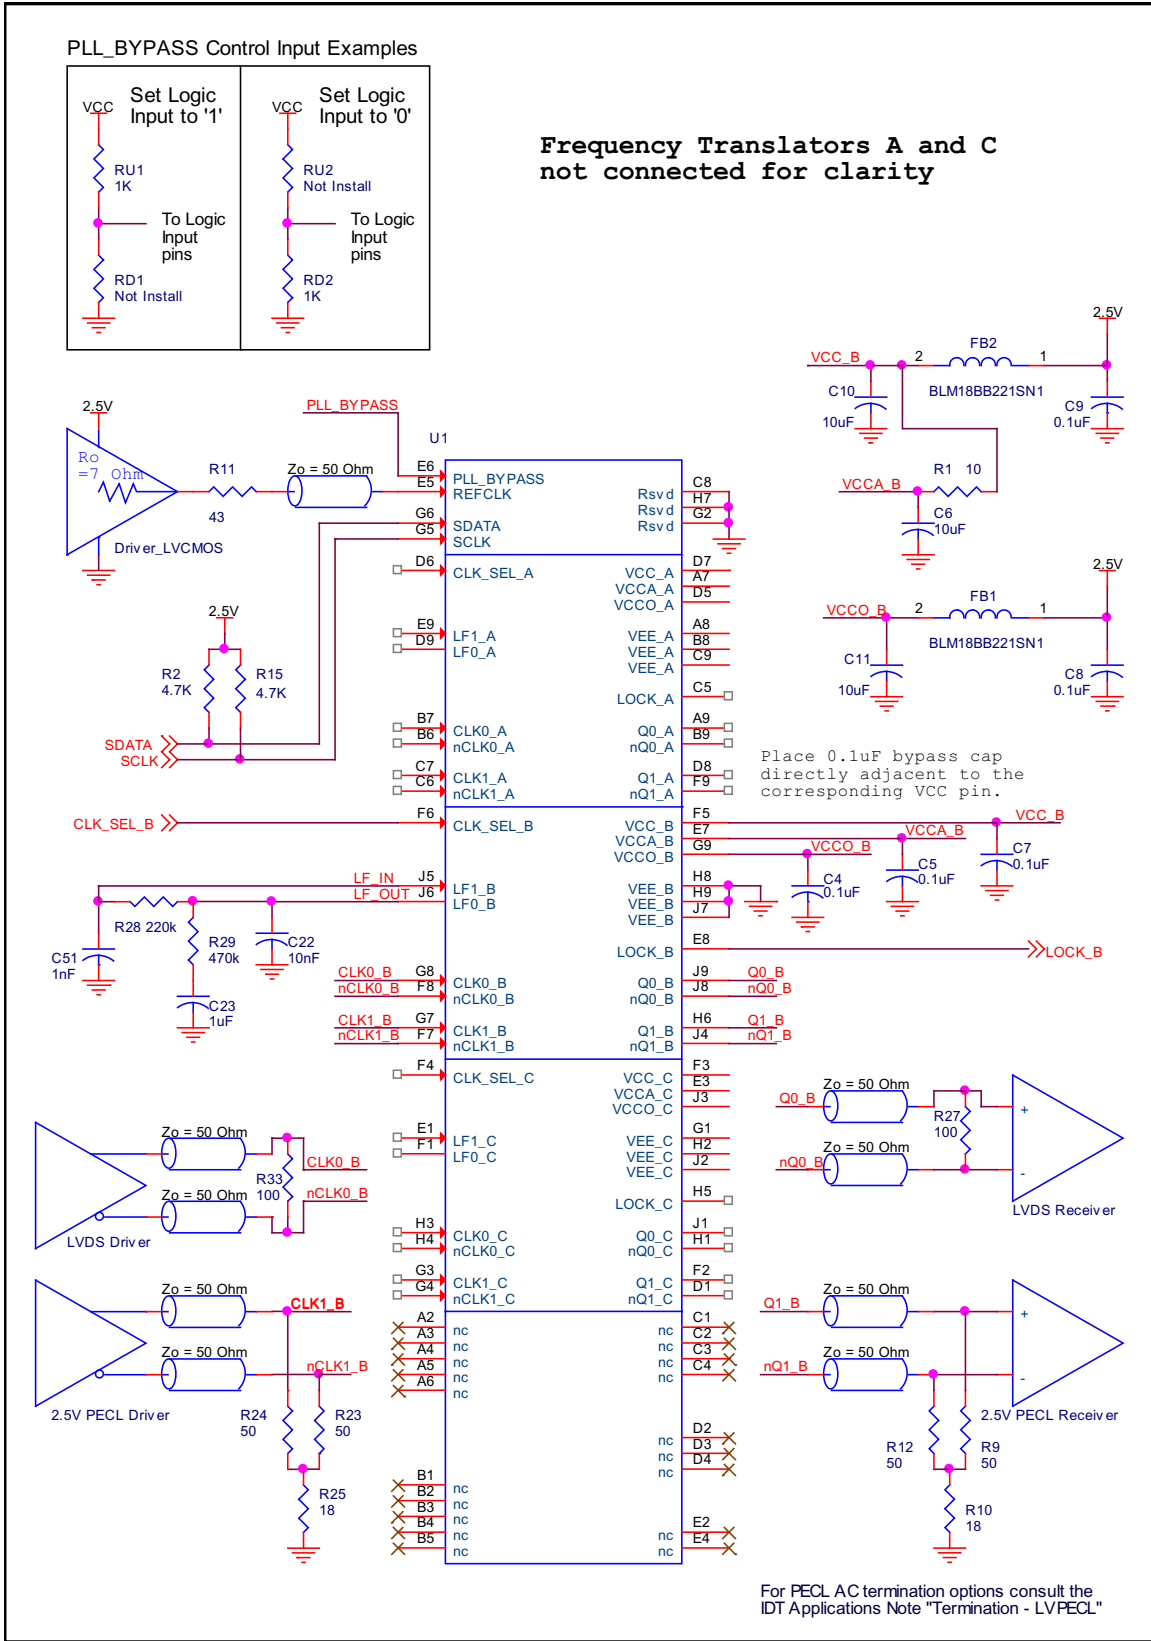 PLL_BYPASS Control Input Examples
VCC
Set Logic
Input to '1'
RU1
1K
To Logic
Input
pins
RD1
Not Install
VCC
Set Logic
Input to '0'
RU2
Not Install
To Logic
Input
pins
RD2
1K
Frequency Translators A and C
not connected for clarity
2.5V
FB2
VCC_B
2
1
BLM18BB221SN1
C10
10uF
C9
0.1uF
R1 10
VCCA_B
C6
10uF
2.5V
FB1
VCCO_B
2
1
BLM18BB221SN1
C11
10uF
C8
0.1uF
2.5V
Ro
=7 Ohm
R11
43
Zo = 50 Ohm
Driver_LVCMOS
PLL_BYPASS
U1
E6
PLL_BYPASS
E5
REFCLK
G6
SDATA
G5
SCLK
C8
Rsvd
H7
Rsvd
G2
Rsvd
2.5V
R2
4.7K
R15
4.7K
SDATA
SCLK
D6
CLK_SEL_A
E9
LF1_A
D9
LF0_A
B7
CLK0_A
B6
nCLK0_A
C7
CLK1_A
C6
nCLK1_A
D7
VCC_A
A7
VCCA_A
D5
VCCO_A
A8
VEE_A
B8
VEE_A
C9
VEE_A
C5
LOCK_A
A9
Q0_A
B9
nQ0_A
D8
Q1_A
F9
nQ1_A
Place 0.1uF bypass cap
directly adjacent to the
corresponding VCC pin.
CLK_SEL_B
F6
CLK_SEL_B
LF_IN
J5
LF1_B
LF_OUT
J6
LF0_B
R28 220k
R29
470k
C22
10nF
C51
1nF
C23
1uF
CLK0_B
G8
CLK0_B
nCLK0_B
F8
nCLK0_B
CLK1_B
G7
CLK1_B
nCLK1_B
F7
nCLK1_B
F5
VCC_B
VCC_B
E7
VCCA_B
VCCA_B
G9
VCCO_B
VCCO_B
C4
0.1uF
C5
0.1uF
C7
0.1uF
H8
VEE_B
H9
VEE_B
J7
VEE_B
E8
LOCK_B
LOCK_B
J9
Q0_B
Q0_B
J8
nQ0_B
nQ0_B
H6
Q1_B
Q1_B
J4
nQ1_B
nQ1_B
F4
CLK_SEL_C
E1
LF1_C
F1
LF0_C
H3
CLK0_C
H4
nCLK0_C
G3
CLK1_C
G4
nCLK1_C
F3
VCC_C
E3
VCCA_C
J3
VCCO_C
G1
VEE_C
H2
VEE_C
J2
VEE_C
H5
LOCK_C
J1
Q0_C
H1
nQ0_C
F2
Q1_C
D1
nQ1_C
Zo = 50 Ohm
CLK0_B
R33
100
nCLK0_B
Zo = 50 Ohm
LVDS Driver
Zo = 50 Ohm
CLK1_B
Zo = 50 Ohm
nCLK1_B
2.5V PECL Driver
R24
50
R23
50
R25
18
Q0_B
Zo = 50 Ohm
R27
100
+
nQ0_B
Zo = 50 Ohm
-
LVDS Receiver
Q1_B
Zo = 50 Ohm
+
nQ1_B
Zo = 50 Ohm
-
2.5V PECL Receiver
R12
50
R9
50
R10
18
A2
nc
A3
nc
A4
nc
A5
nc
A6
nc
B1
nc
B2
nc
B3
nc
B4
nc
B5
nc
C1
nc
C2
nc
C3
nc
C4
nc
D2
nc
D3
nc
D4
nc
E2
nc
E4
nc
For PECL AC termination options consult the
IDT Applications Note "Termination - LVPECL"